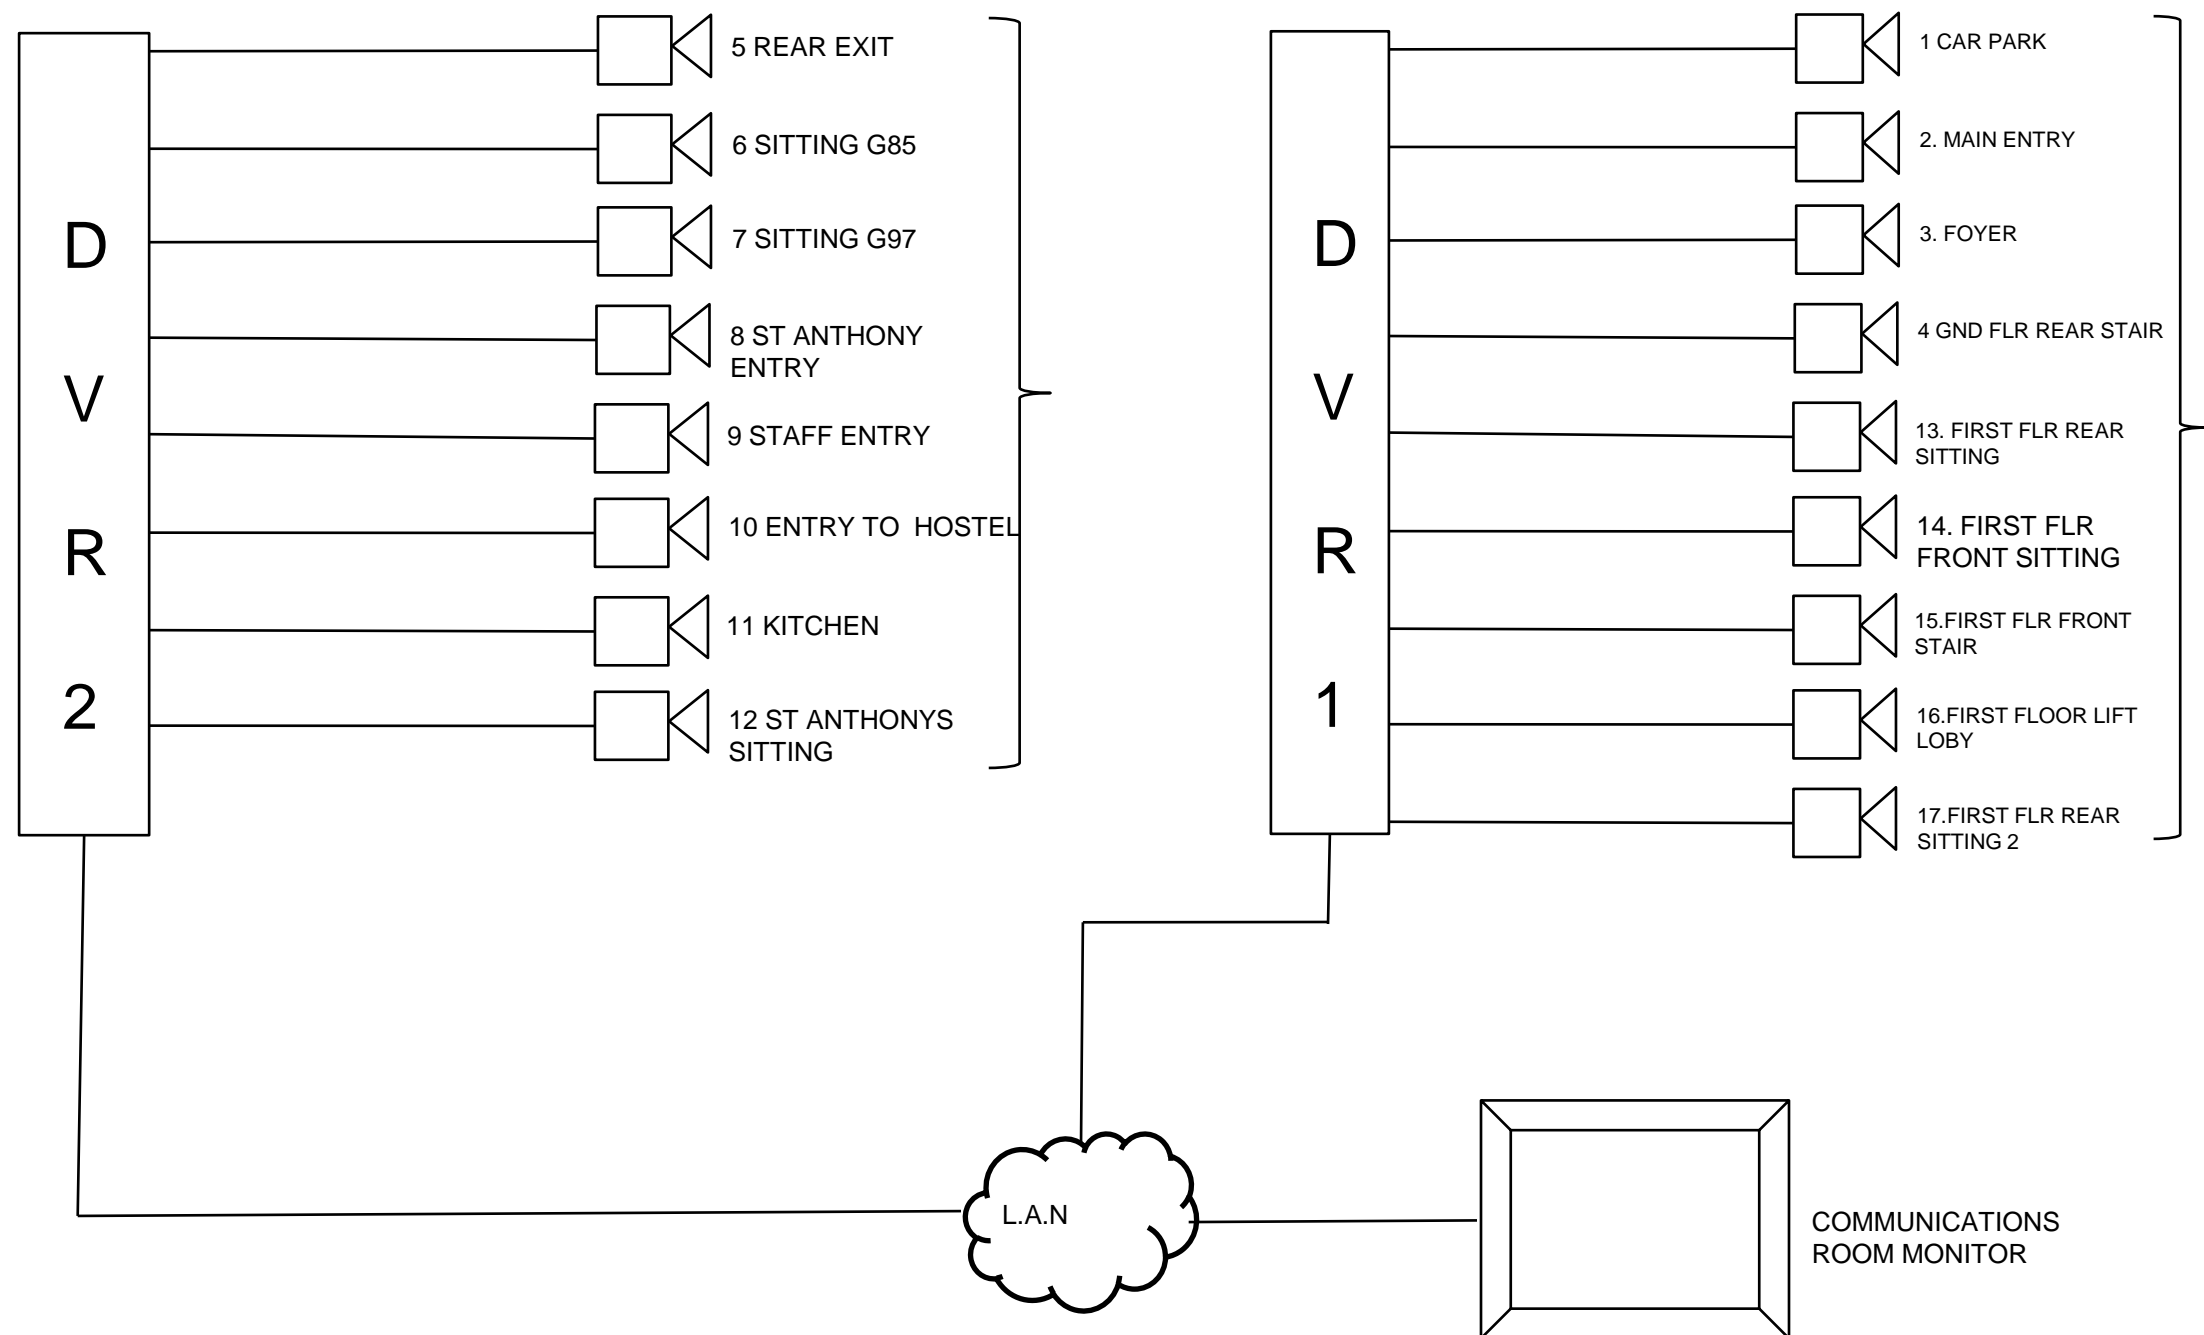 D
V
R
2
5 REAR EXIT
6 SITTING G85
7 SITTING G97
8 ST ANTHONY
ENTRY
9 STAFF ENTRY
10 ENTRY TO  HOSTEL
11 KITCHEN
12 ST ANTHONYS
SITTING
D
V
R
1
1 CAR PARK
2. MAIN ENTRY
3. FOYER
4 GND FLR REAR STAIR
13. FIRST FLR REAR
SITTING
14. FIRST FLR
FRONT SITTING
15.FIRST FLR FRONT
STAIR
16.FIRST FLOOR LIFT
LOBY
17.FIRST FLR REAR
SITTING 2
L.A.N
COMMUNICATIONS
ROOM MONITOR